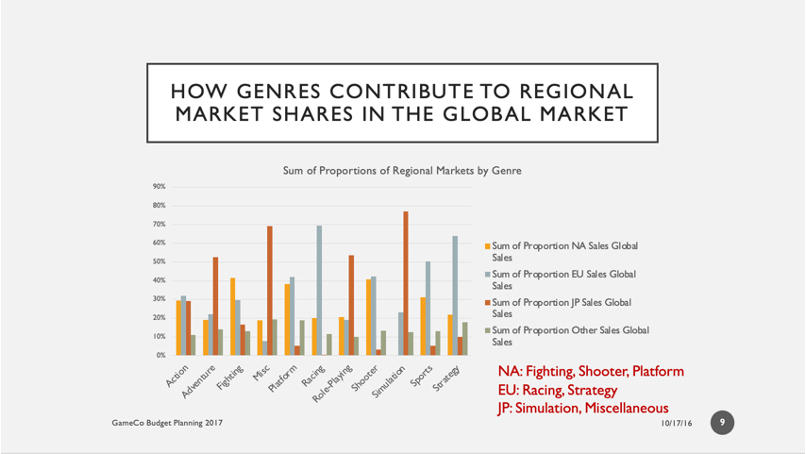 HOW GENRES CONTRIBUTE TO REGIONAL
MARKET SHARES IN THE GLOBAL MARKET
Sum of Proportions of Regional Markets by Genre
90%
80%
70%
60%
50%
40%
30%
20%
10%
0%
Action
Adventure
Fighting
Misc
Platform
Racing
Role-Playing
Shooter
Simulation
Sports
Strategy
Sum of Proportion NA Sales Global
Sales
Sum of Proportion EU Sales Global
Sales
Sum of Proportion JP Sales Global
Sales
Sum of Proportion Other Sales Global
Sales
NA: Fighting, Shooter, Platform
EU: Racing, Strategy
JP: Simulation, Miscellaneous
GameCo Budget Planning 2017
10/17/16
9